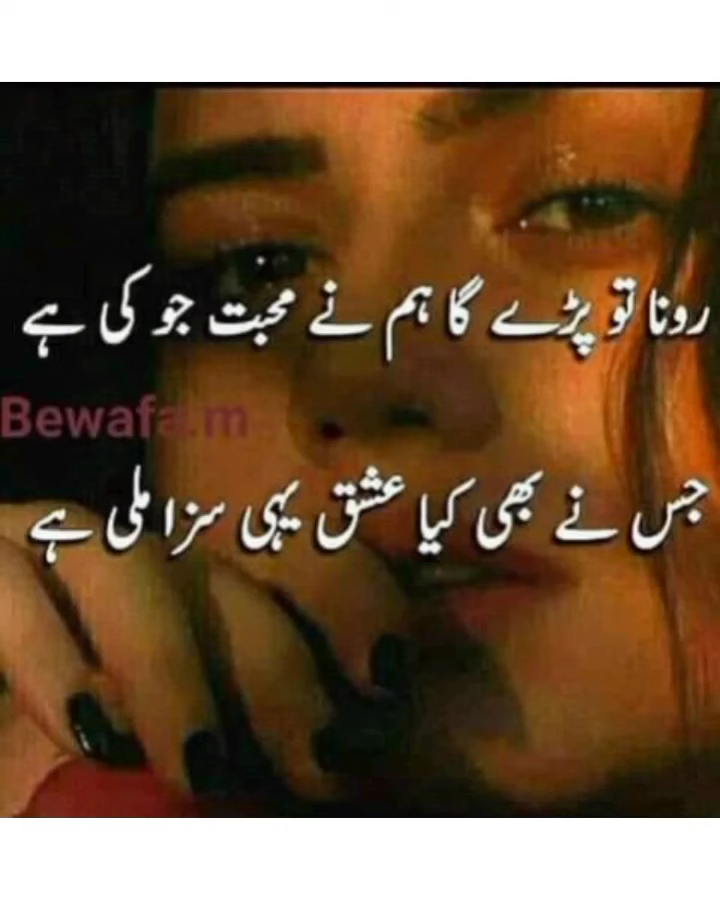 رونا تو پڑے گا ہم نے محبت جو کی ہے
Bewafa.m
جس نے بھی کیا عشق یہی سزا ملی ہے